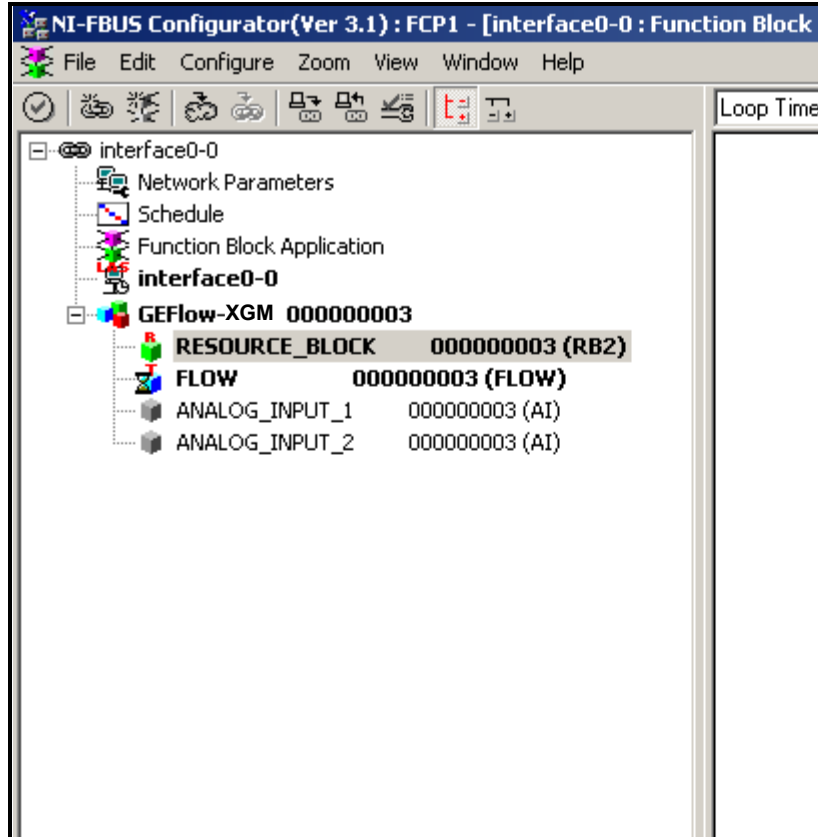 NI-FBUS Configurator(Ver 3.1) : FCP1 - [interface0-0 : Function Block
File Edit Configure Zoom View Window Help
Loop Time
interface0-0
Network Parameters
Schedule
Function Block Application
LAS
interface0-0
GEFlow-XGM 000000003
R
RESOURCE_BLOCK 000000003 (RB2)
T
FLOW 000000003 (FLOW)
ANALOG_INPUT_1 000000003 (AI)
ANALOG_INPUT_2 000000003 (AI)